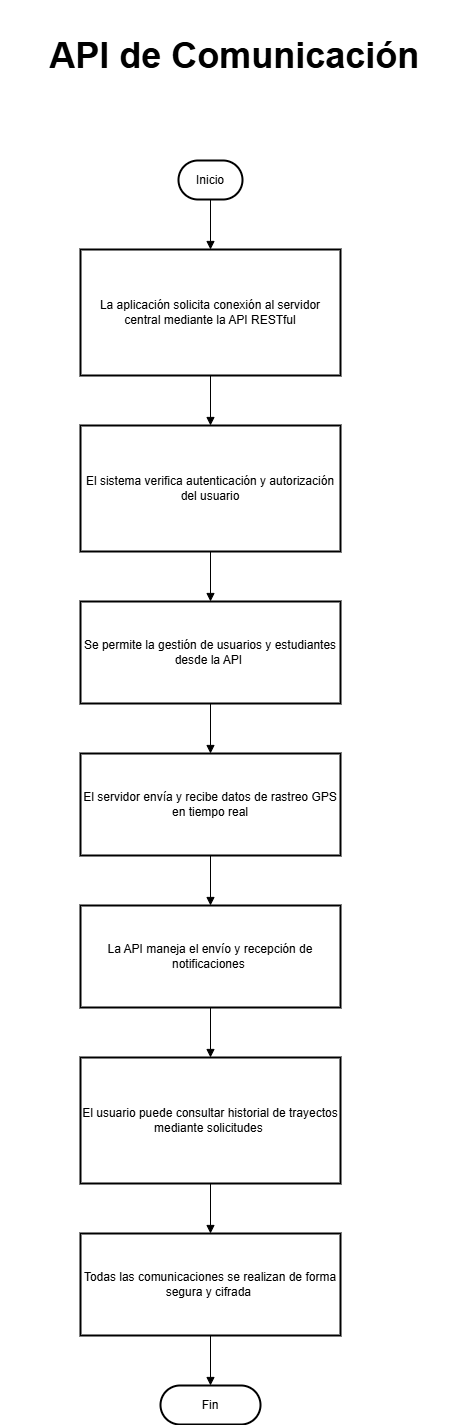 API de Comunicación
Inicio
La aplicación solicita conexión al servidor
central mediante la API RESTful
El sistema verifica autenticación y autorización
del usuario
Se permite la gestión de usuarios y estudiantes
desde la API
El servidor envía y recibe datos de rastreo GPS
en tiempo real
La API maneja el envío y recepción de
notificaciones
El usuario puede consultar historial de trayectos
mediante solicitudes
Todas las comunicaciones se realizan de forma
segura y cifrada
Fin